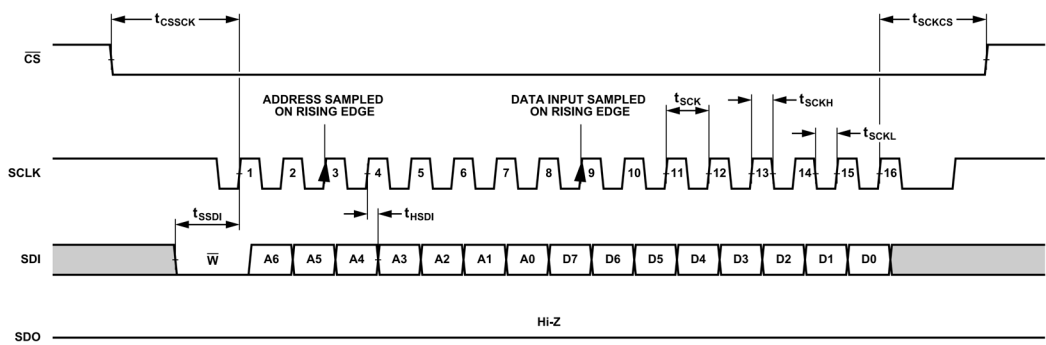 tCSSCK
tSCKCS
CS
ADDRESS SAMPLED
ON RISING EDGE
DATA INPUT SAMPLED
ON RISING EDGE
tSCK
tSCKH
tSCKL
SCLK
1 2 3 4 5 6 7 8 9 10 11 12 13 14 15 16
tSSDI
tHSDI
SDI
W A6 A5 A4 A3 A2 A1 A0 D7 D6 D5 D4 D3 D2 D1 D0
Hi-Z
SDO